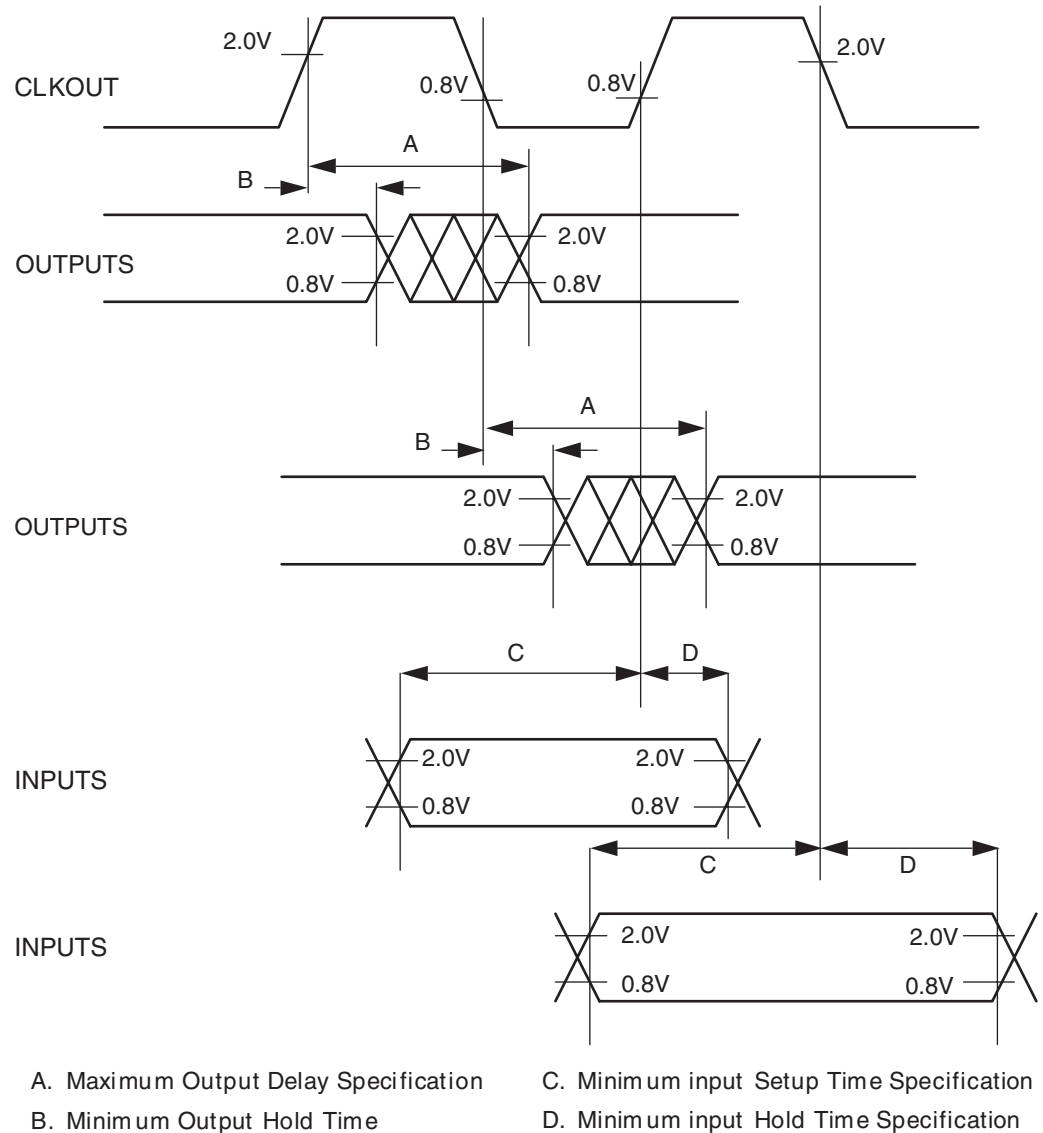 2.0V
2.0V
CLKOUT
0.8V
0.8V
A
B
2.0V
2.0V
OUTPUTS
0.8V
0.8V
A
B
2.0V
2.0V
OUTPUTS
0.8V
0.8V
C
D
2.0V
2.0V
INPUTS
0.8V
0.8V
C
D
2.0V
2.0V
INPUTS
0.8V
0.8V
A. Maximum Output Delay Specification
B. Minimum Output Hold Time
C. Minimum input Setup Time Specification
D. Minimum input Hold Time Specification